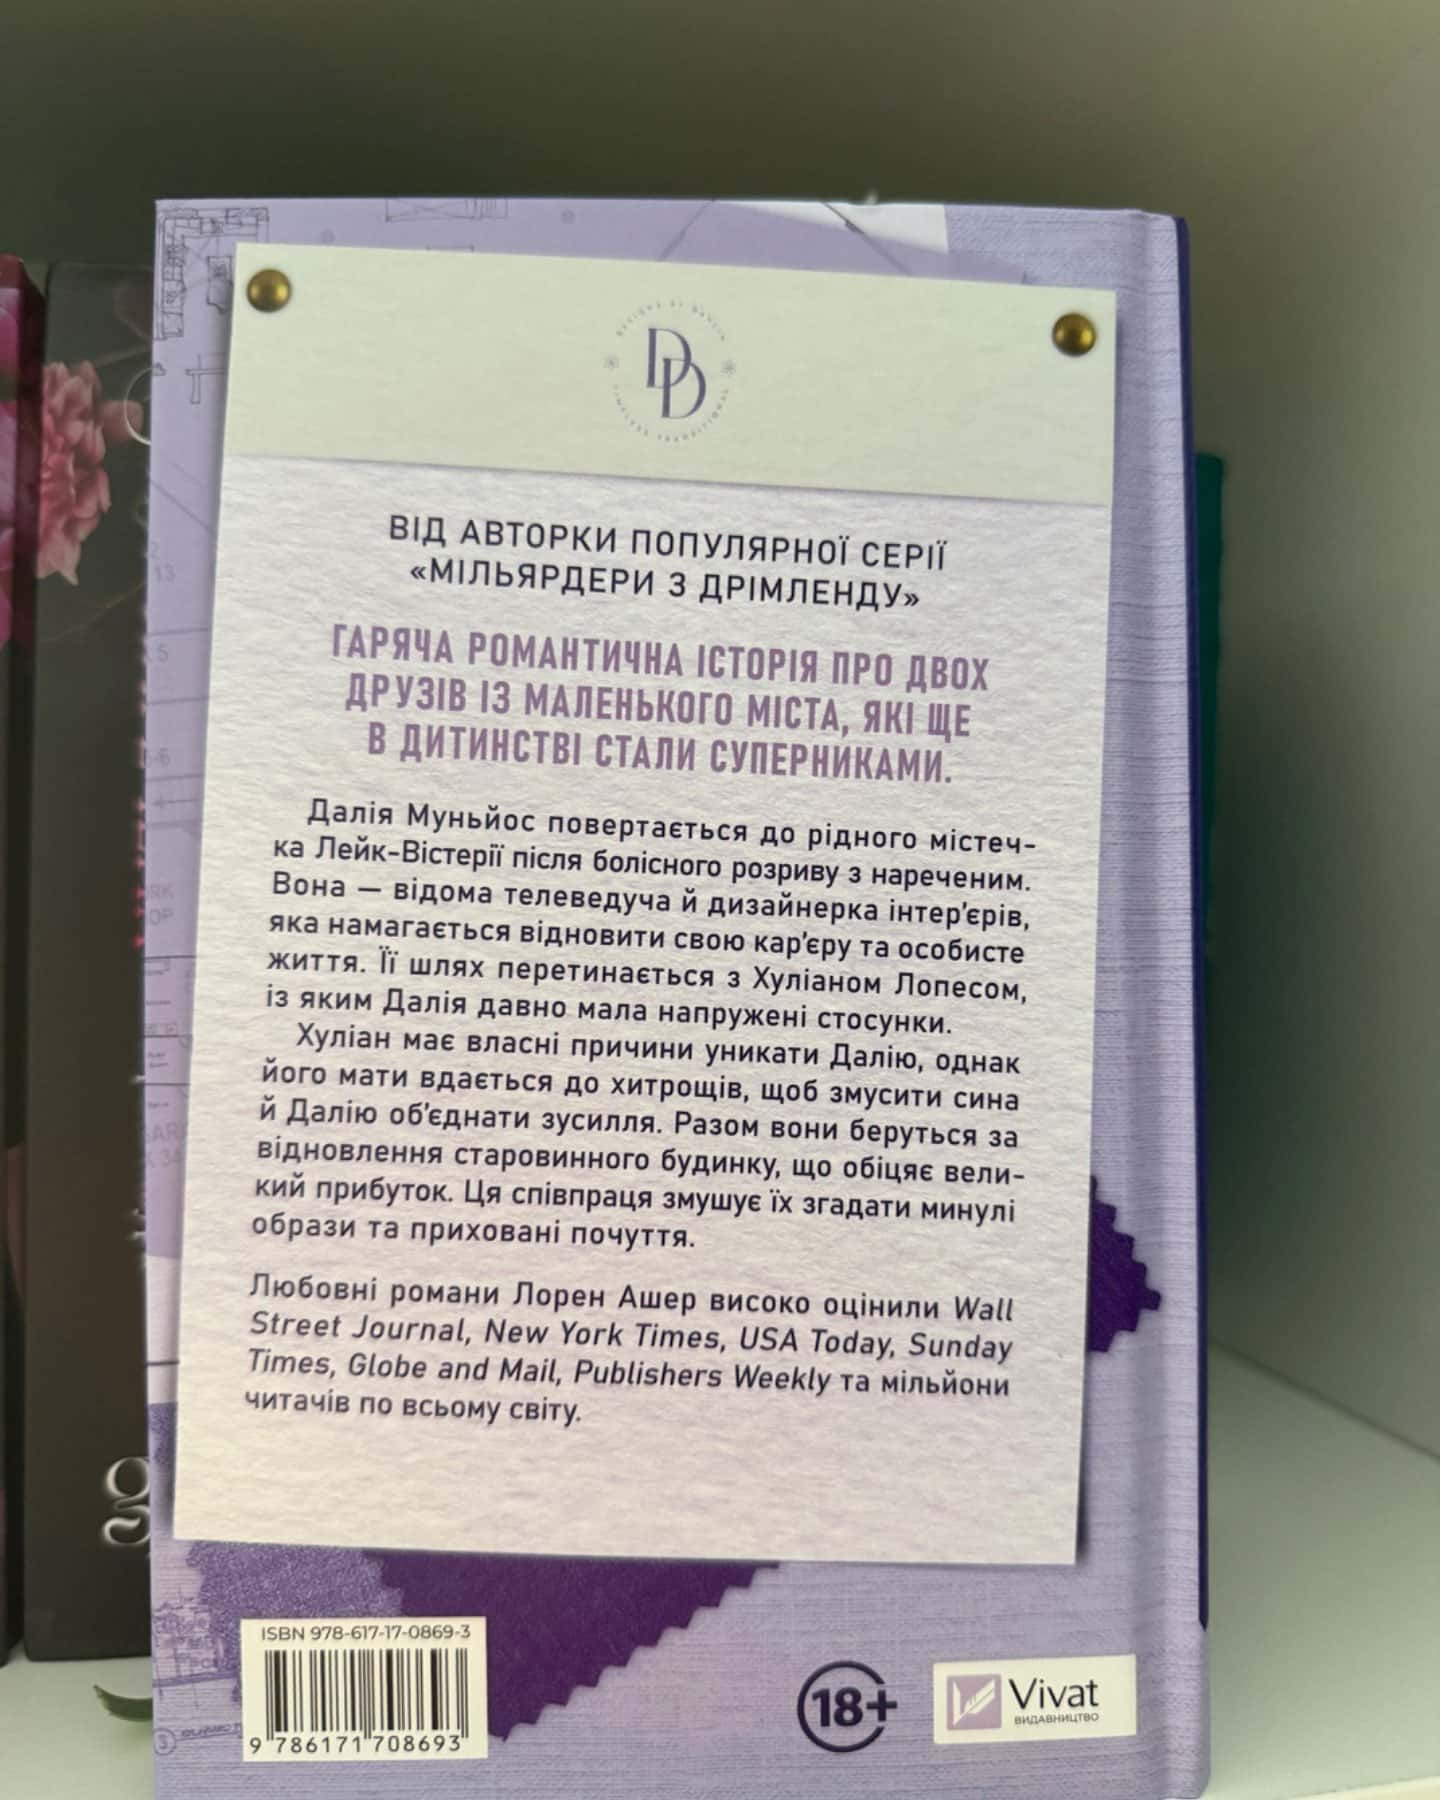 DESIGNS BY DAHLIA
DD
TIMELESS TRANSITIONAL
ВІД АВТОРКИ ПОПУЛЯРНОЇ СЕРІЇ
«МІЛЬЯРДЕРИ З ДРІМЛЕНДУ»
ГАРЯЧА РОМАНТИЧНА ІСТОРІЯ ПРО ДВОХ
ДРУЗІВ ІЗ МАЛЕНЬКОГО МІСТА, ЯКІ ЩЕ
В ДИТИНСТВІ СТАЛИ СУПЕРНИКАМИ.
Далія Муньйос повертається до рідного містеч-
ка Лейк-Вістерії після болісного розриву з нареченим.
Вона — відома телеведуча й дизайнерка інтер’єрів,
яка намагається відновити свою кар’єру та особисте
життя. Її шлях перетинається з Хуліаном Лопесом,
із яким Далія давно мала напружені стосунки.
Хуліан має власні причини уникати Далію, однак
його мати вдається до хитрощів, щоб змусити сина
й Далію об’єднати зусилля. Разом вони беруться за
відновлення старовинного будинку, що обіцяє вели-
кий прибуток. Ця співпраця змушує їх згадати минулі
образи та приховані почуття.
Любовні романи Лорен Ашер високо оцінили Wall
Street Journal, New York Times, USA Today, Sunday
Times, Globe and Mail, Publishers Weekly та мільйони
читачів по всьому світу.
ISBN 978-617-17-0869-3
9 786171 708693
18+
Vivat
ВИДАВНИЦТВО